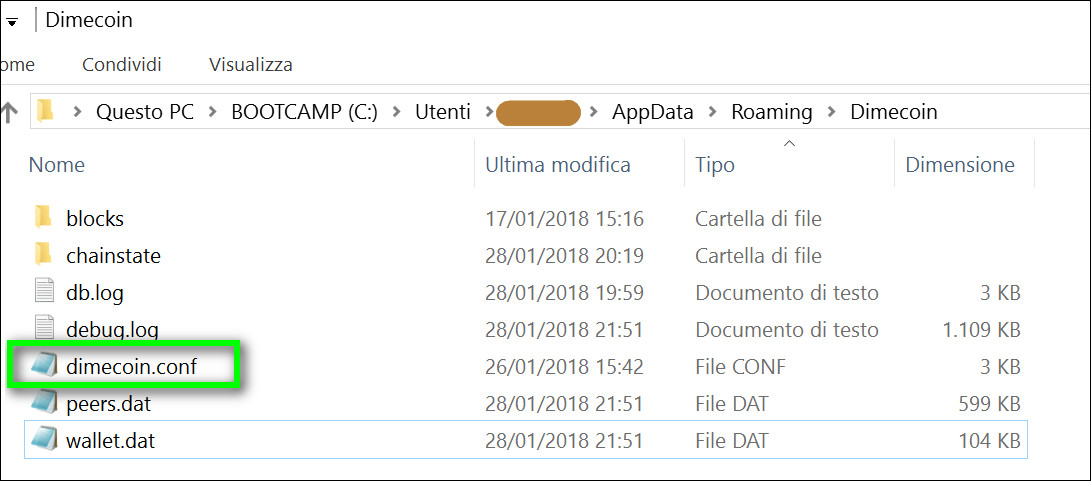 Dimecoin
ome Condividi Visualizza
Questo PC > BOOTCAMP (C:) > Utenti > > AppData > Roaming > Dimecoin
Nome Ultima modifica Tipo Dimensione
blocks 17/01/2018 15:16 Cartella di file
chainstate 28/01/2018 20:19 Cartella di file
db.log 28/01/2018 19:59 Documento di testo 3 KB
debug.log 28/01/2018 21:51 Documento di testo 1.109 KB
dimecoin.conf 26/01/2018 15:42 File CONF 3 KB
peers.dat 28/01/2018 21:51 File DAT 599 KB
wallet.dat 28/01/2018 21:51 File DAT 104 KB